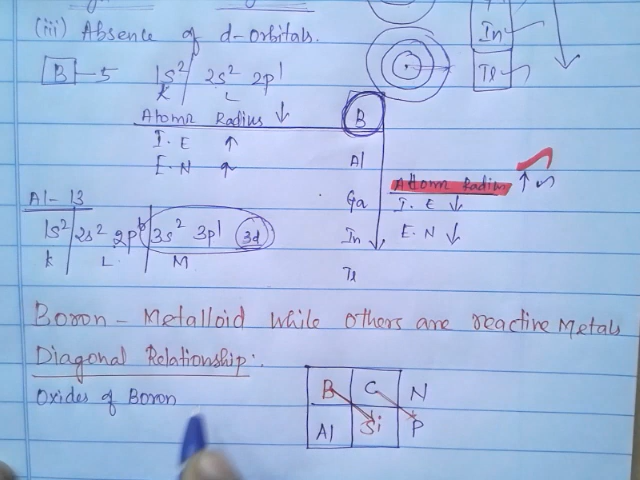 (iii) Absence of d-orbitals.
In
Tl
B - 5 1s² 2s² 2p¹
K L
Atomic Radius ↓
B
I. E ↑
E. N ↑
Al
Ga
In
Tl
Atomic Radius ↑
I. E ↓
E. N ↓
Al - 13
1s² 2s² 2p⁶ 3s² 3p¹ 3d
K L M
Boron - Metalloid while others are reactive Metals
Diagonal Relationship:
Oxides of Boron
B C N
Al Si P